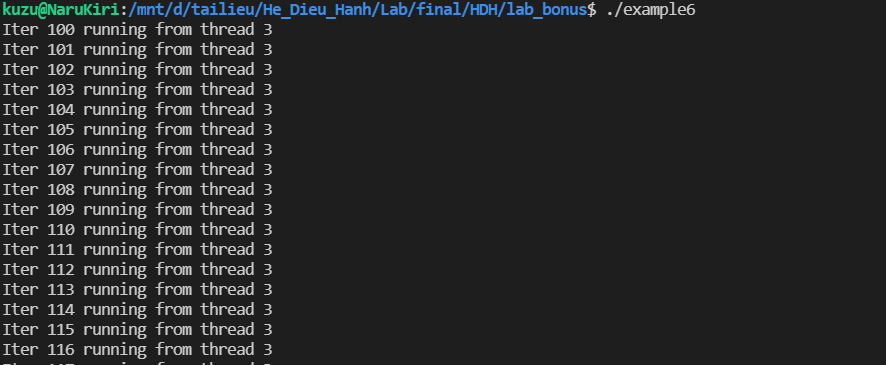 kuzu@NaruKiri:/mnt/d/tailieu/He_Dieu_Hanh/Lab/final/HDH/lab_bonus$ ./example6
Iter 100 running from thread 3
Iter 101 running from thread 3
Iter 102 running from thread 3
Iter 103 running from thread 3
Iter 104 running from thread 3
Iter 105 running from thread 3
Iter 106 running from thread 3
Iter 107 running from thread 3
Iter 108 running from thread 3
Iter 109 running from thread 3
Iter 110 running from thread 3
Iter 111 running from thread 3
Iter 112 running from thread 3
Iter 113 running from thread 3
Iter 114 running from thread 3
Iter 115 running from thread 3
Iter 116 running from thread 3